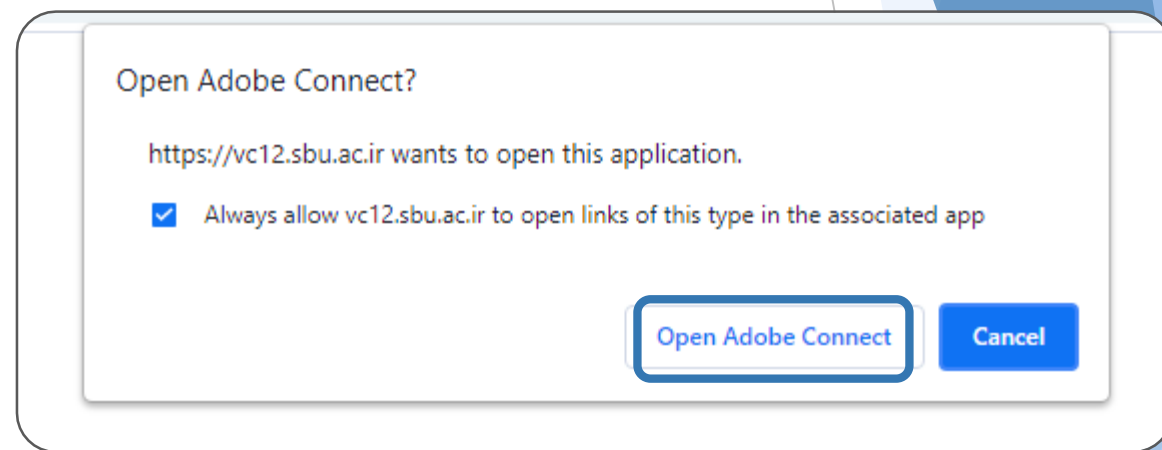 Open Adobe Connect?
https://vc12.sbu.ac.ir wants to open this application.
Always allow vc12.sbu.ac.ir to open links of this type in the associated app
Open Adobe Connect Cancel